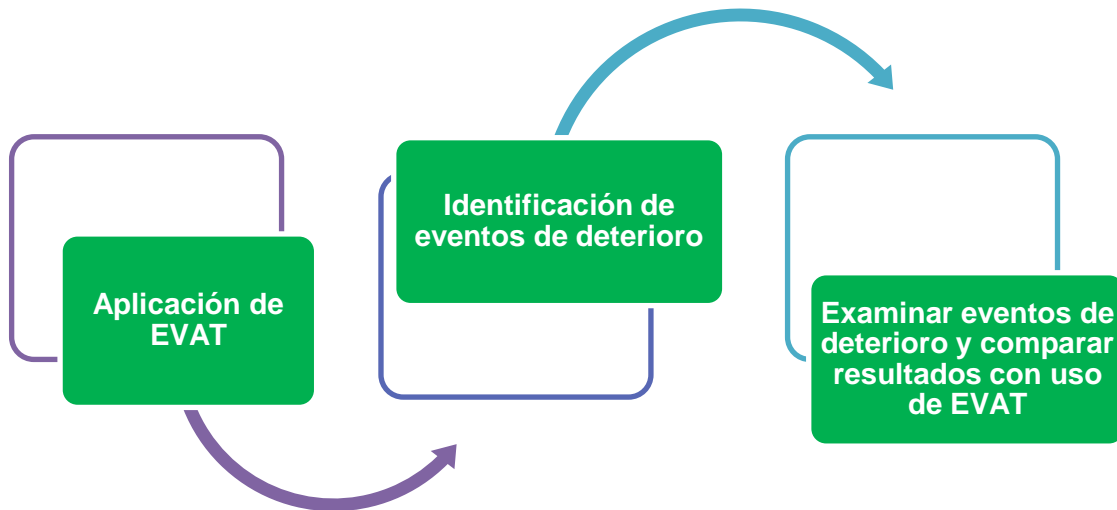 Aplicación de
EVAT
Identificación de
eventos de deterioro
Examinar eventos de
deterioro y comparar
resultados con uso
de EVAT